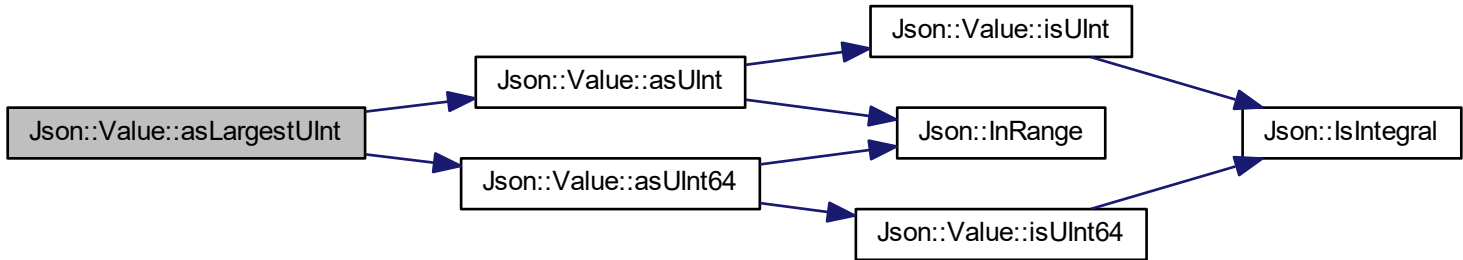 Json::Value::asLargestUInt
Json::Value::asUInt
Json::Value::asUInt64
Json::Value::isUInt
Json::InRange
Json::Value::isUInt64
Json::IsIntegral